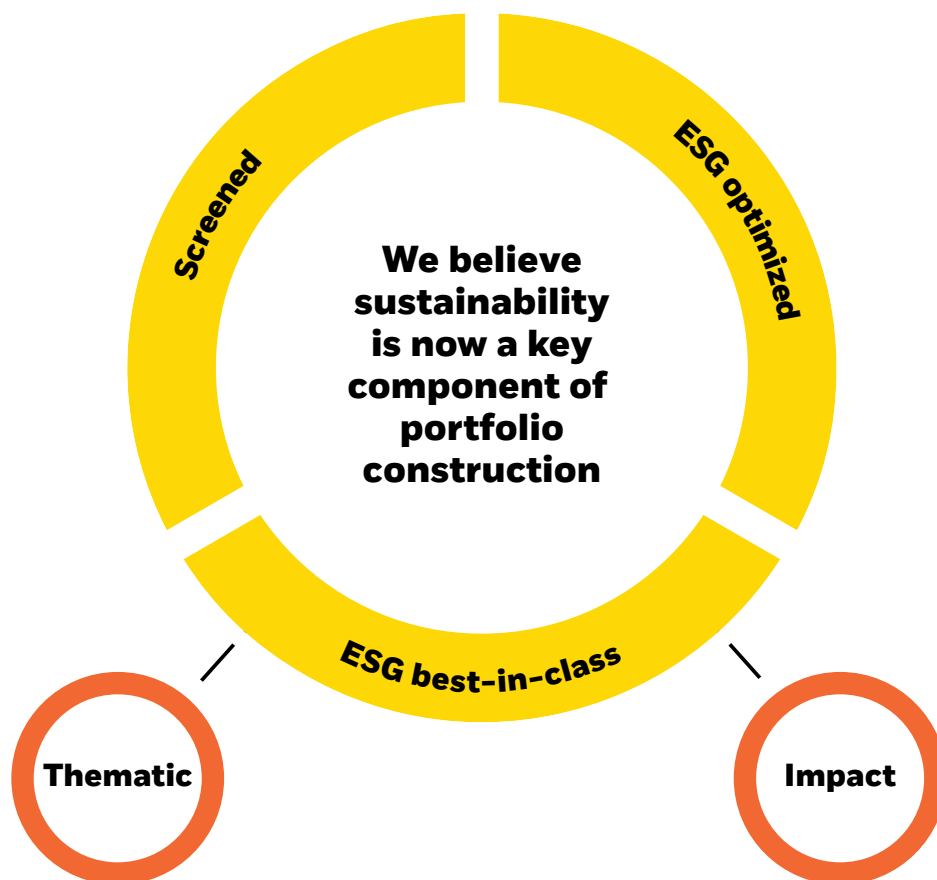 Screened
ESG optimized
We believe
sustainability
is now a key
component of
portfolio
construction
ESG best-in-class
Thematic
Impact